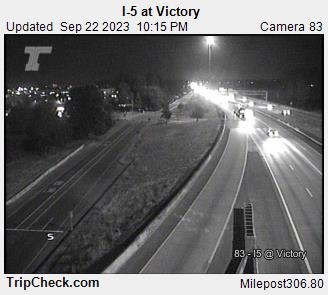 I-5 at Victory
Updated Sep 22 2023 10:15 PM Camera 83
T
S
83 - I5 @ Victory
TripCheck.com Milepost306.80